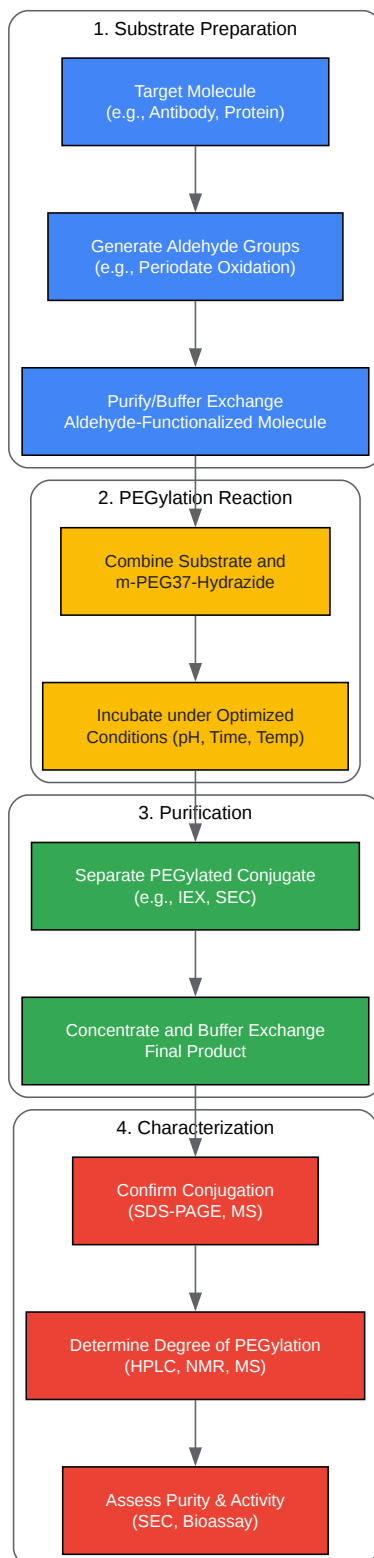 1. Substrate Preparation
Target Molecule
(e.g., Antibody, Protein)
Generate Aldehyde Groups
(e.g., Periodate Oxidation)
Purify/Buffer Exchange
Aldehyde-Functionalized Molecule
2. PEGylation Reaction
Combine Substrate and
m-PEG37-Hydrazide
Incubate under Optimized
Conditions (pH, Time, Temp)
3. Purification
Separate PEGylated Conjugate
(e.g., IEX, SEC)
Concentrate and Buffer Exchange
Final Product
4. Characterization
Confirm Conjugation
(SDS-PAGE, MS)
Determine Degree of PEGylation
(HPLC, NMR, MS)
Assess Purity & Activity
(SEC, Bioassay)